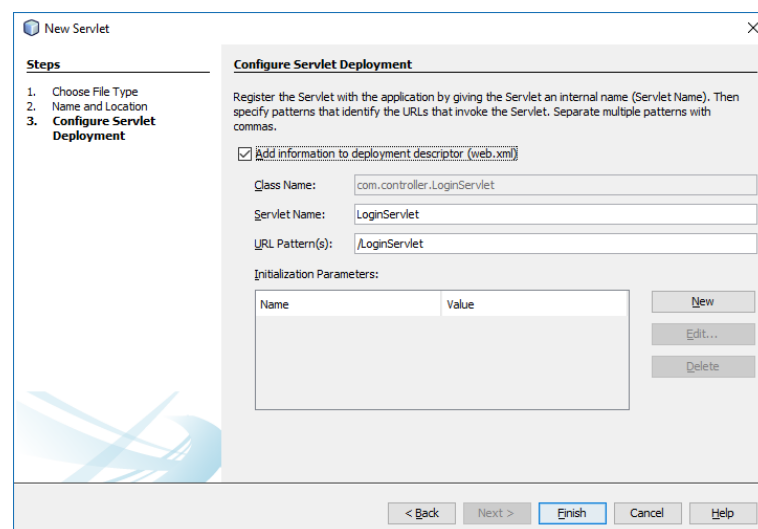 New Servlet
Steps
1. Choose File Type
2. Name and Location
3. Configure Servlet
Deployment
Configure Servlet Deployment
Register the Servlet with the application by giving the Servlet an internal name (Servlet Name). Then
specify patterns that identify the URLs that invoke the Servlet. Separate multiple patterns with
commas.
Add information to deployment descriptor (web.xml)
Class Name: com.controller.LoginServlet
Servlet Name: LoginServlet
URL Pattern(s): /LoginServlet
Initialization Parameters:
Name Value
New
Edit...
Delete
< Back Next > Finish Cancel Help